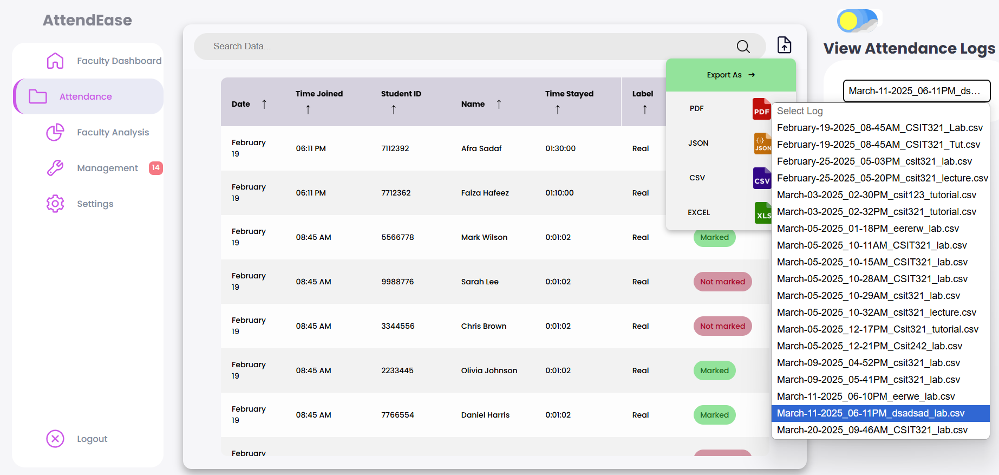 AttendEase
Faculty Dashboard
Attendance
Faculty Analysis
Management 14
Settings
Logout
Search Data...
Export As →
PDF PDF
JSON {i} JSON
CSV CSV
EXCEL XLS
Date ↑ Time Joined ↑ Student ID ↑ Name ↑ Time Stayed ↑ Label ↑
February 19 06:11 PM 7112392 Afra Sadaf 01:30:00 Real
February 19 06:11 PM 7712362 Faiza Hafeez 01:10:00 Real
February 19 08:45 AM 5566778 Mark Wilson 0:01:02 Real Marked
February 19 08:45 AM 9988776 Sarah Lee 0:01:02 Real Not marked
February 19 08:45 AM 3344556 Chris Brown 0:01:02 Real Not marked
February 19 08:45 AM 2233445 Olivia Johnson 0:01:02 Real Marked
February 19 08:45 AM 7766554 Daniel Harris 0:01:02 Real Marked
February
View Attendance Logs
March-11-2025_06-11PM_ds...
Select Log
February-19-2025_08-45AM_CSIT321_Lab.csv
February-19-2025_08-45AM_CSIT321_Tut.csv
February-25-2025_05-03PM_csit321_lab.csv
February-25-2025_05-20PM_csit321_lecture.csv
March-03-2025_02-30PM_csit123_tutorial.csv
March-03-2025_02-32PM_csit321_tutorial.csv
March-05-2025_01-18PM_eererw_lab.csv
March-05-2025_10-11AM_CSIT321_lab.csv
March-05-2025_10-15AM_CSIT321_lab.csv
March-05-2025_10-28AM_CSIT321_lab.csv
March-05-2025_10-29AM_csit321_lab.csv
March-05-2025_10-32AM_csit321_lecture.csv
March-05-2025_12-17PM_Csit321_tutorial.csv
March-05-2025_12-21PM_Csit242_lab.csv
March-09-2025_04-52PM_csit321_lab.csv
March-09-2025_05-41PM_csit321_lab.csv
March-11-2025_06-10PM_eerwe_lab.csv
March-11-2025_06-11PM_dsadsad_lab.csv
March-20-2025_09-46AM_CSIT321_lab.csv